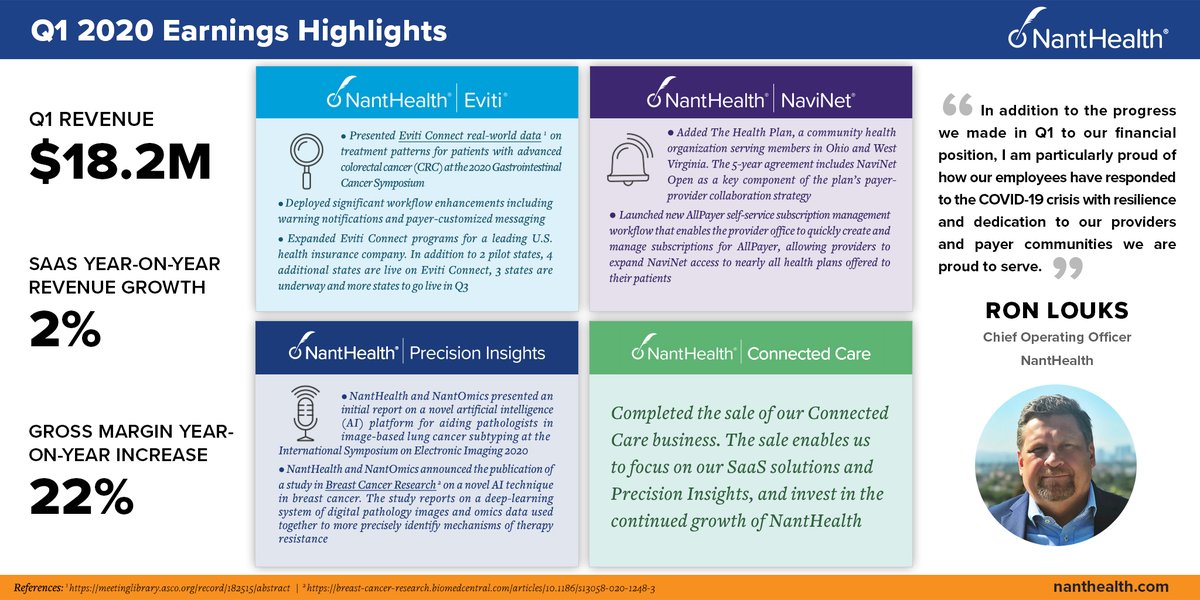 Q1 2020 Earnings Highlights
NantHealth®
Q1 REVENUE
$18.2M
SAAS YEAR-ON-YEAR
REVENUE GROWTH
2%
GROSS MARGIN YEAR-
ON-YEAR INCREASE
22%
NantHealth® | Eviti®
• Presented Eviti Connect real-world data ¹ on
treatment patterns for patients with advanced
colorectal cancer (CRC) at the 2020 Gastrointestinal
Cancer Symposium
• Deployed significant workflow enhancements including
warning notifications and payer-customized messaging
• Expanded Eviti Connect programs for a leading U.S.
health insurance company. In addition to 2 pilot states, 4
additional states are live on Eviti Connect, 3 states are
underway and more states to go live in Q3
NantHealth® | NaviNet®
• Added The Health Plan, a community health
organization serving members in Ohio and West
Virginia. The 5-year agreement includes NaviNet
Open as a key component of the plan's payer-
provider collaboration strategy
• Launched new AllPayer self-service subscription management
workflow that enables the provider office to quickly create and
manage subscriptions for AllPayer, allowing providers to
expand NaviNet access to nearly all health plans offered to
their patients
NantHealth® | Precision Insights
• NantHealth and NantOmics presented an
initial report on a novel artificial intelligence
(AI) platform for aiding pathologists in
image-based lung cancer subtyping at the
International Symposium on Electronic Imaging 2020
• NantHealth and NantOmics announced the publication of
a study in Breast Cancer Research² on a novel AI technique
in breast cancer. The study reports on a deep-learning
system of digital pathology images and omics data used
together to more precisely identify mechanisms of therapy
resistance
NantHealth® | Connected Care
Completed the sale of our Connected
Care business. The sale enables us
to focus on our SaaS solutions and
Precision Insights, and invest in the
continued growth of NantHealth
“ In addition to the progress
we made in Q1 to our financial
position, I am particularly proud of
how our employees have responded
to the COVID-19 crisis with resilience
and dedication to our providers
and payer communities we are
proud to serve. ”
RON LOUKS
Chief Operating Officer
NantHealth
References: ¹ https://meetinglibrary.asco.org/record/182515/abstract | ² https://breast-cancer-research.biomedcentral.com/articles/10.1186/s13058-020-1248-3
nanthealth.com